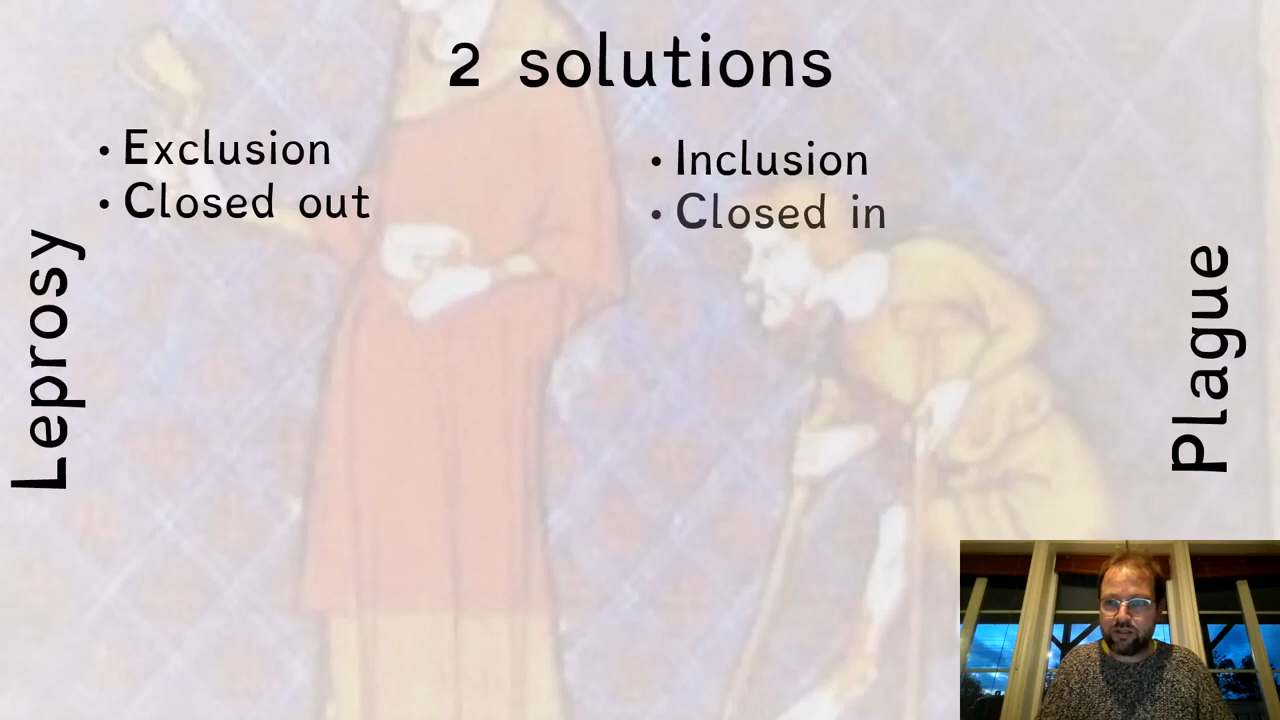 2 solutions
• Exclusion
• Closed out
• Inclusion
• Closed in
Leprosy
Plague